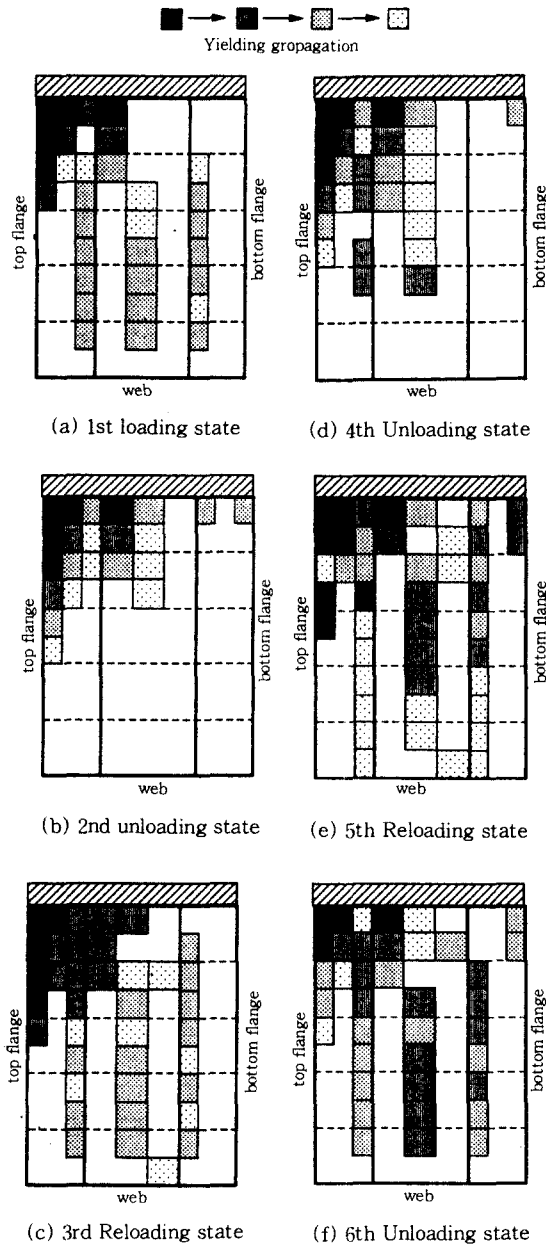 Yielding gropagation
top flange
bottom flange
web
(a) 1st loading state
top flange
bottom flange
web
(d) 4th Unloading state
top flange
bottom flange
web
(b) 2nd unloading state
top flange
bottom flange
web
(e) 5th Reloading state
top flange
bottom flange
web
(c) 3rd Reloading state
top flange
bottom flange
web
(f) 6th Unloading state